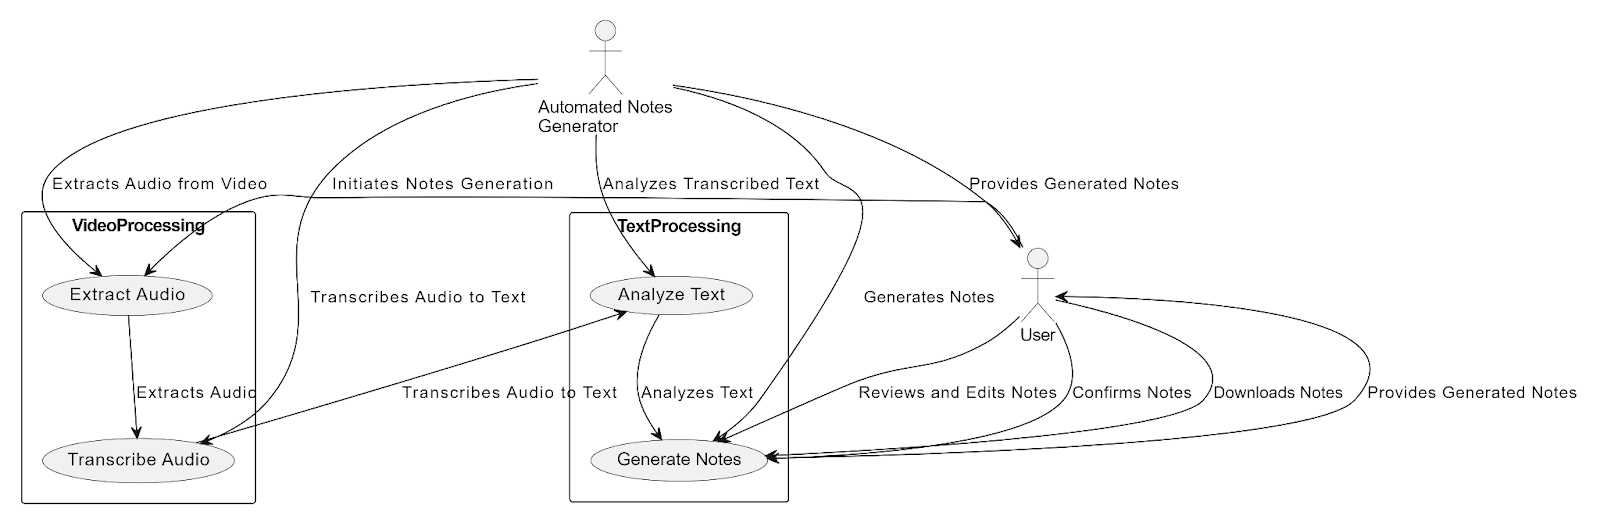 Automated Notes
Generator
Extracts Audio from Video
Initiates Notes Generation
Analyzes Transcribed Text
Provides Generated Notes
VideoProcessing
TextProcessing
Extract Audio
Transcribes Audio to Text
Analyze Text
Generates Notes
User
Extracts Audio
Transcribes Audio to Text
Analyzes Text
Reviews and Edits Notes
Confirms Notes
Downloads Notes
Provides Generated Notes
Transcribe Audio
Generate Notes